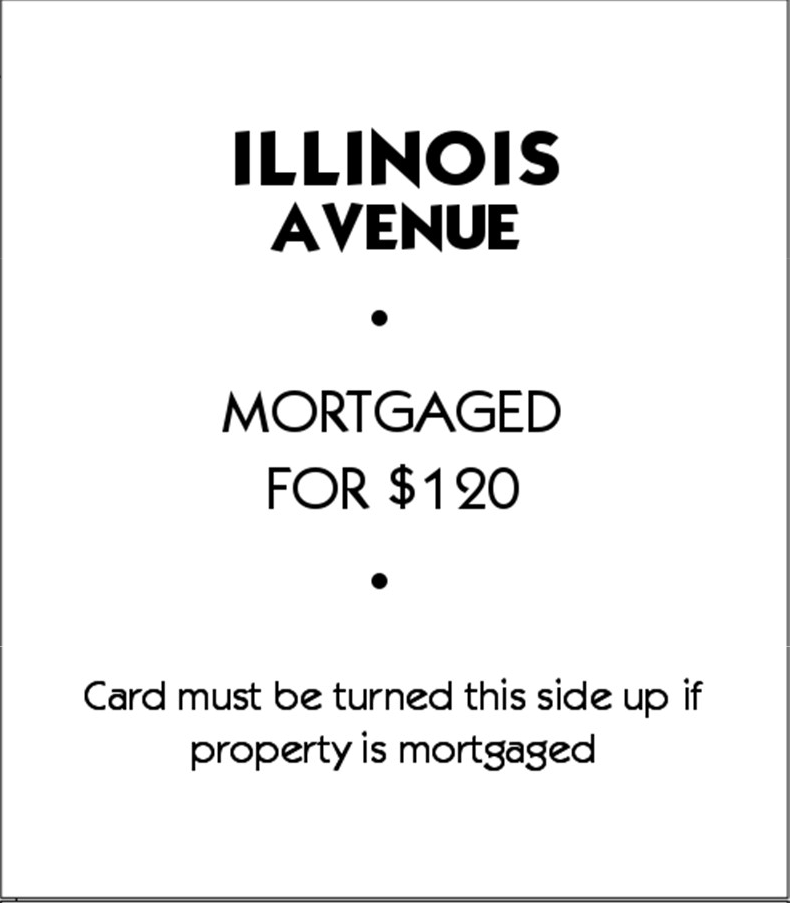 ILLINOIS
AVENUE
•
MORTGAGED
FOR $120
•
Card must be turned this side up if
property is mortgaged